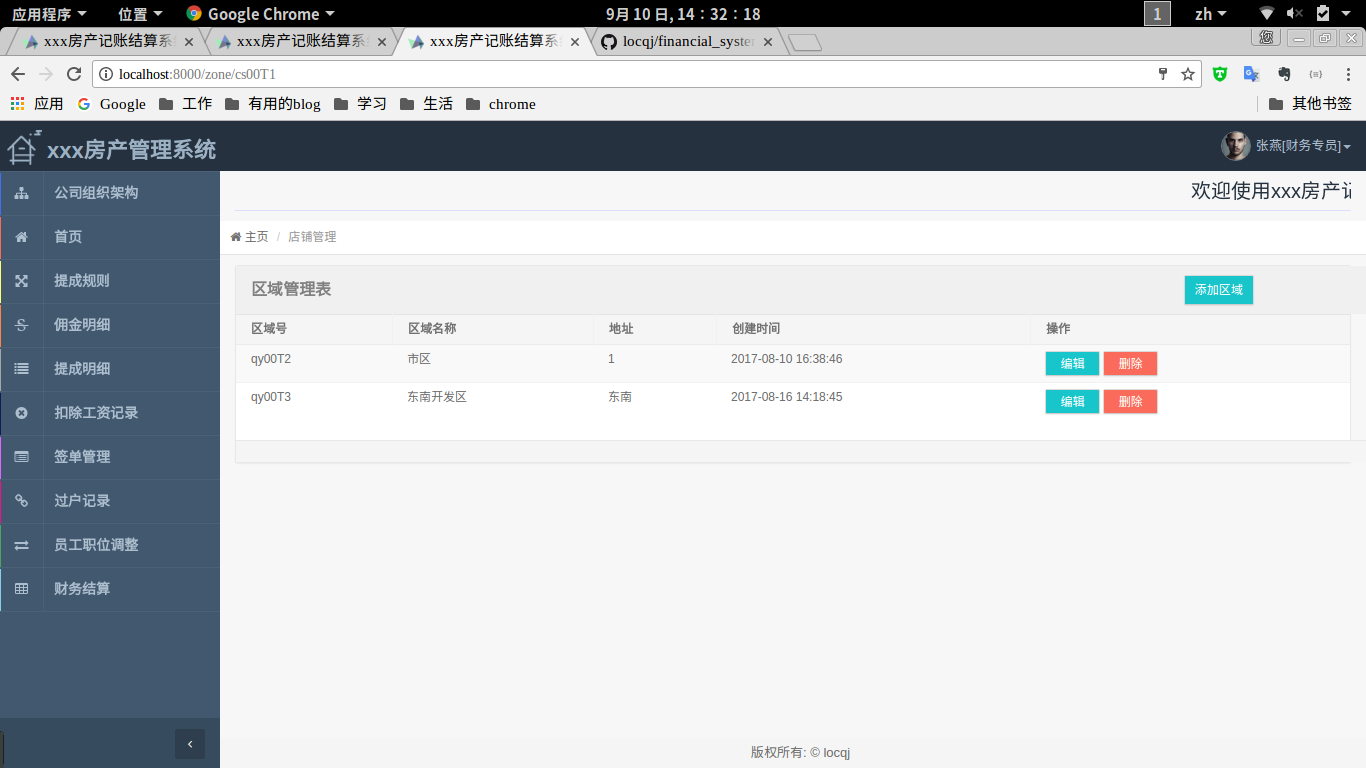 应用程序 位置 Google Chrome 9月10日, 14:32:18 1 zh
xxx房产记账结算系 xxx房产记账结算系 xxx房产记账结算系 locqj/financial_syste 您
localhost:8000/zone/cs00T1
应用 Google 工作 有用的blog 学习 生活 chrome 其他书签
xxx房产管理系统 张燕[财务专员]
公司组织架构
首页
提成规则
佣金明细
提成明细
扣除工资记录
签单管理
过户记录
员工职位调整
财务结算
欢迎使用xxx房产记
主页 / 店铺管理
区域管理表 添加区域
区域号 区域名称 地址 创建时间 操作
qy00T2 市区 1 2017-08-10 16:38:46 编辑 删除
qy00T3 东南开发区 东南 2017-08-16 14:18:45 编辑 删除
版权所有: © locqj